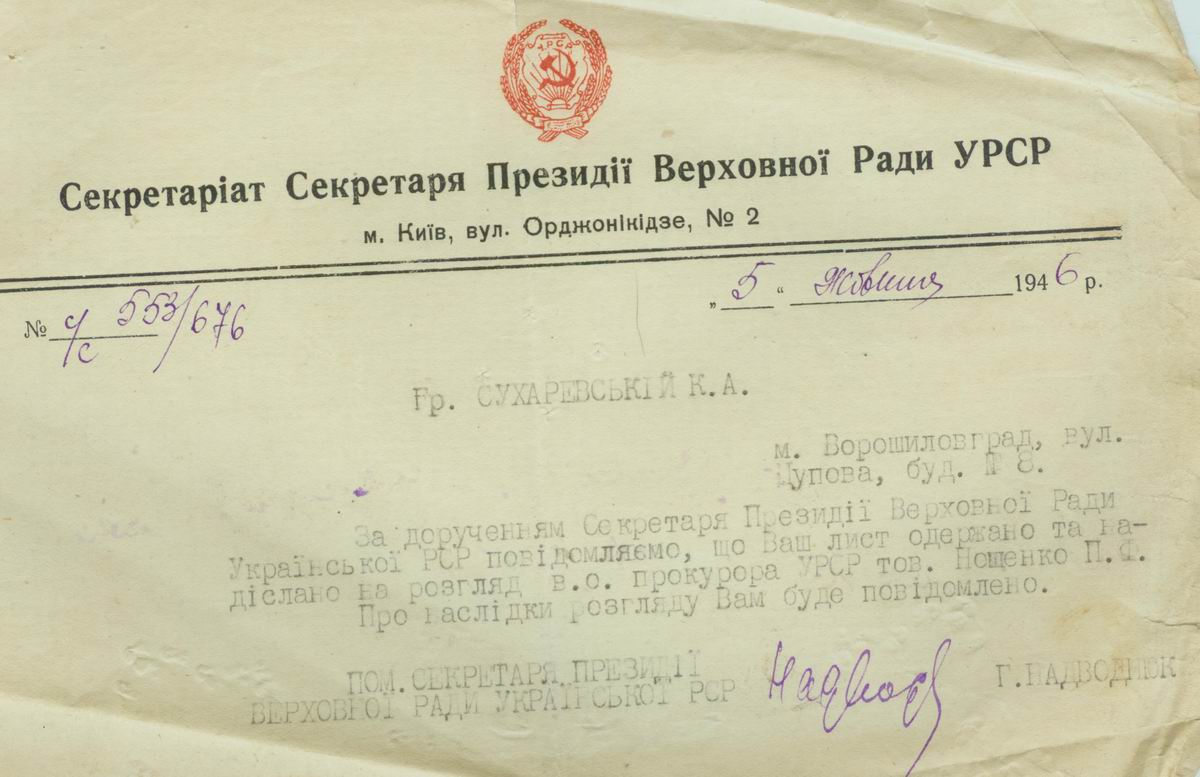 УРСР
Секретаріат Секретаря Президії Верховної Ради УРСР
м. Київ, вул. Орджонікідзе, № 2
№ с/с 553/676
„5“ Жовтня 1946 р.
Гр. СУХАРЕВСЬКІЙ К.А.
м. Ворошиловград, вул.
Цупова, буд. № 8.
За дорученням Секретаря Президії Верховної Ради
Української РСР повідомляємо, що Ваш лист одержано та на-
діслано на розгляд в.о. прокурора УРСР тов. Нощенко П.Ф.
Про наслідки розгляду Вам буде повідомлено.
ПОМ.СЕКРЕТАРЯ ПРЕЗИДІЇ
ВЕРХОВНОЇ РАДИ УКРАЇНСЬКОЇ РСР
Г.НАДВОДНЮК